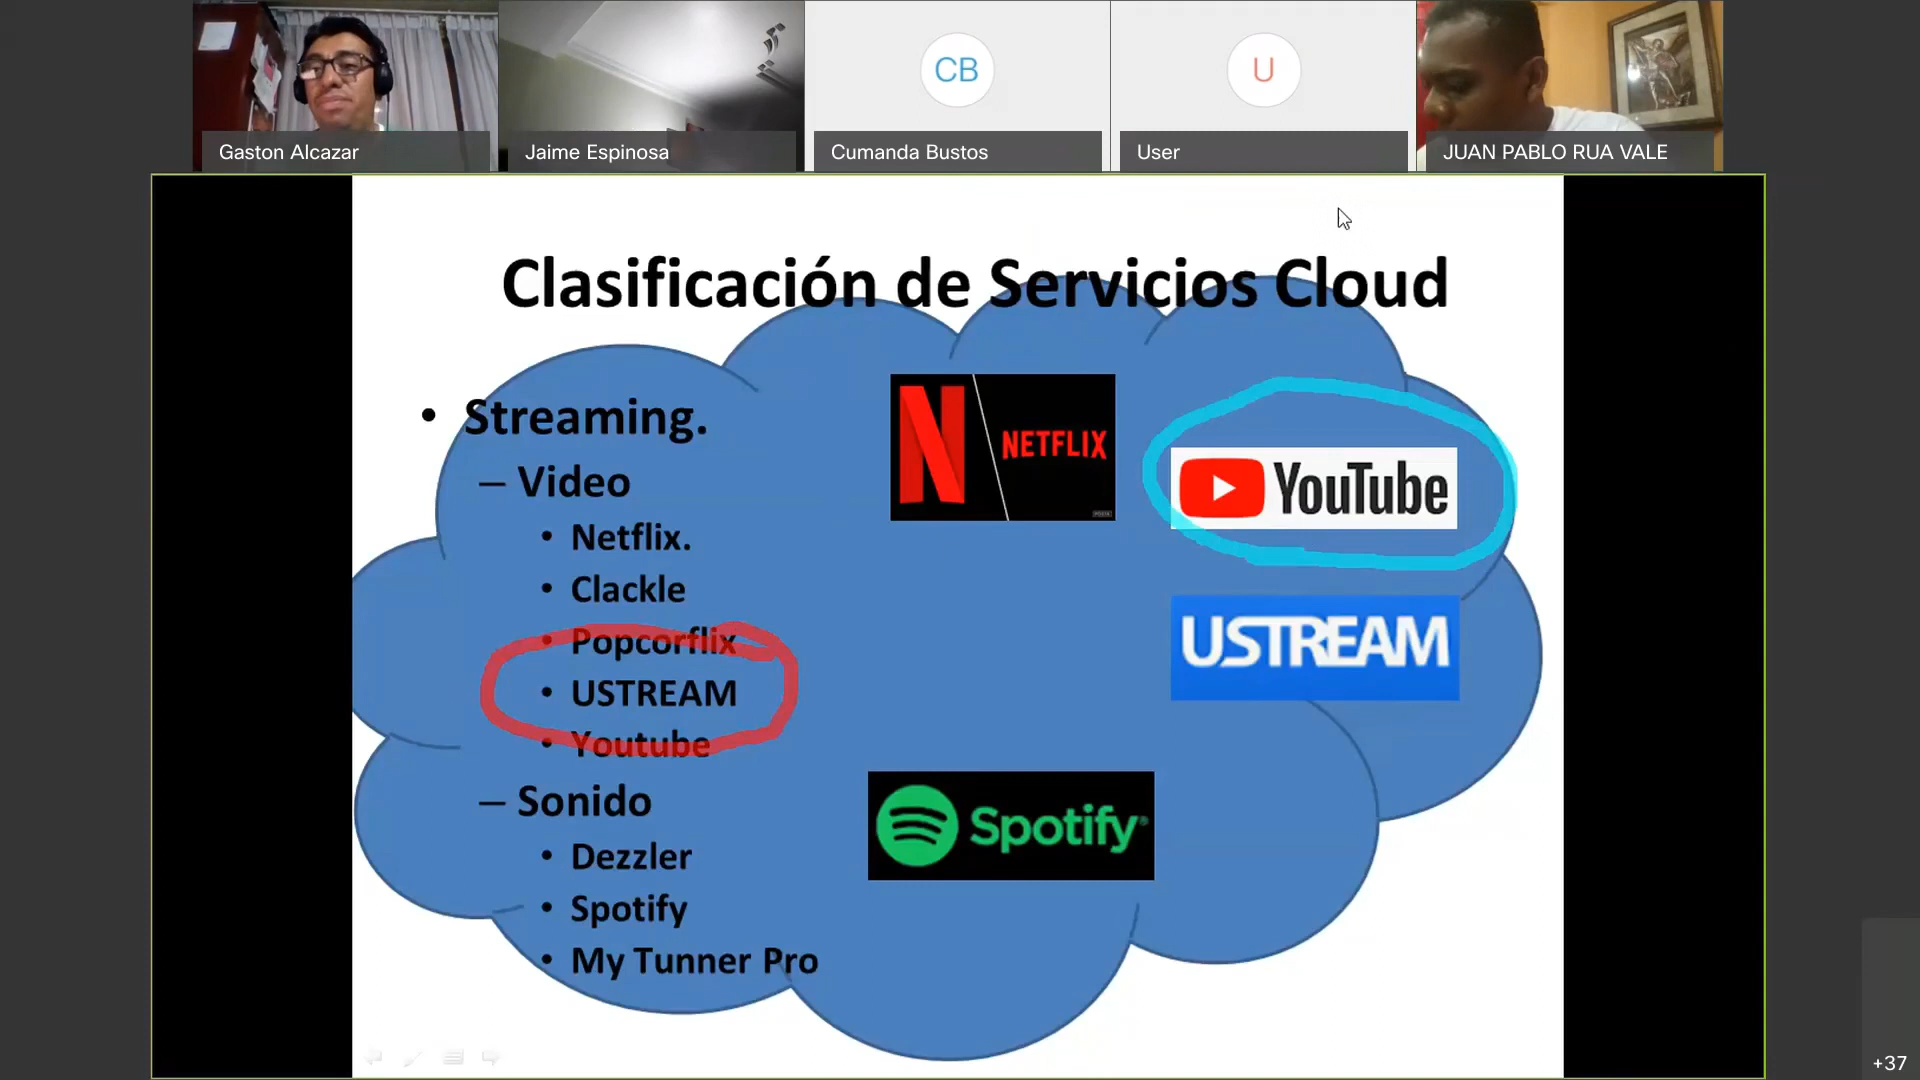 CB
U
Gaston Alcazar
Jaime Espinosa
Cumanda Bustos
User
JUAN PABLO RUA VALE
Clasificación de Servicios Cloud
• Streaming.
– Video
• Netflix.
• Clackle
• Popcorflix
• USTREAM
• Youtube
– Sonido
• Dezzler
• Spotify
• My Tunner Pro
N NETFLIX
YouTube
USTREAM
Spotify®
+37